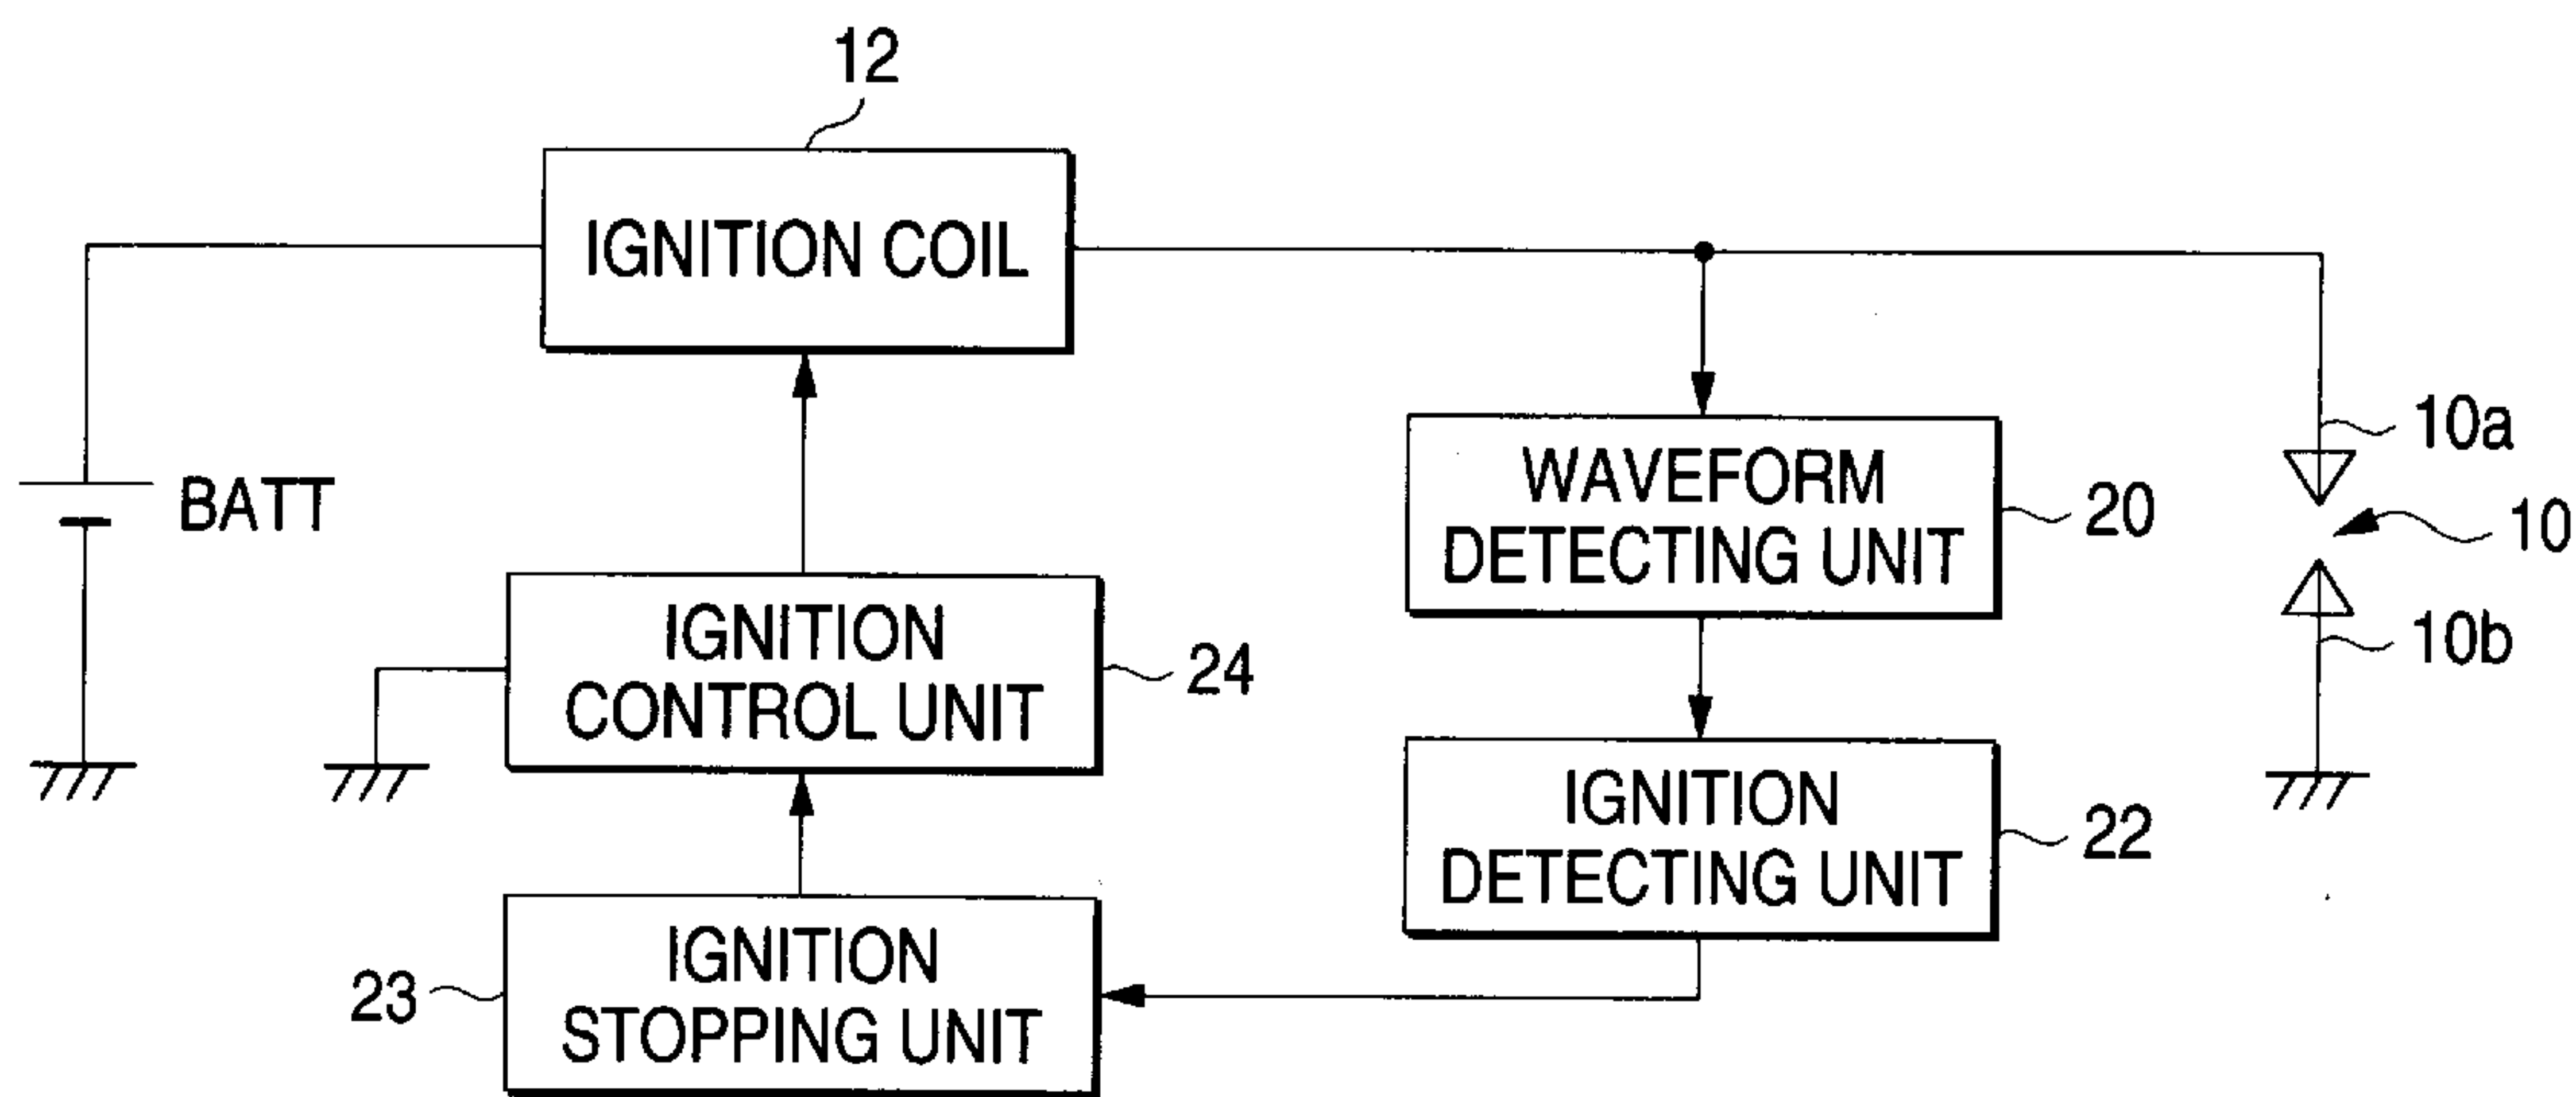 12
IGNITION COIL
BATT
WAVEFORM
DETECTING UNIT
20
10a
10
10b
IGNITION
CONTROL UNIT
24
IGNITION
DETECTING UNIT
22
IGNITION
STOPPING UNIT
23